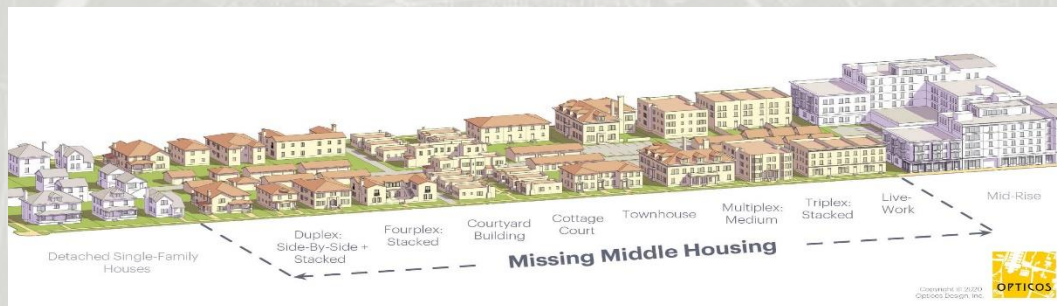 Detached Single-Family
Houses
Duplex:
Side-By-Side +
Stacked
Fourplex:
Stacked
Courtyard
Building
Cottage
Court
Townhouse
Multiplex:
Medium
Triplex:
Stacked
Live-
Work
Mid-Rise
Missing Middle Housing
Copyright © 2020
Opticos Design, Inc.
OPTICOS